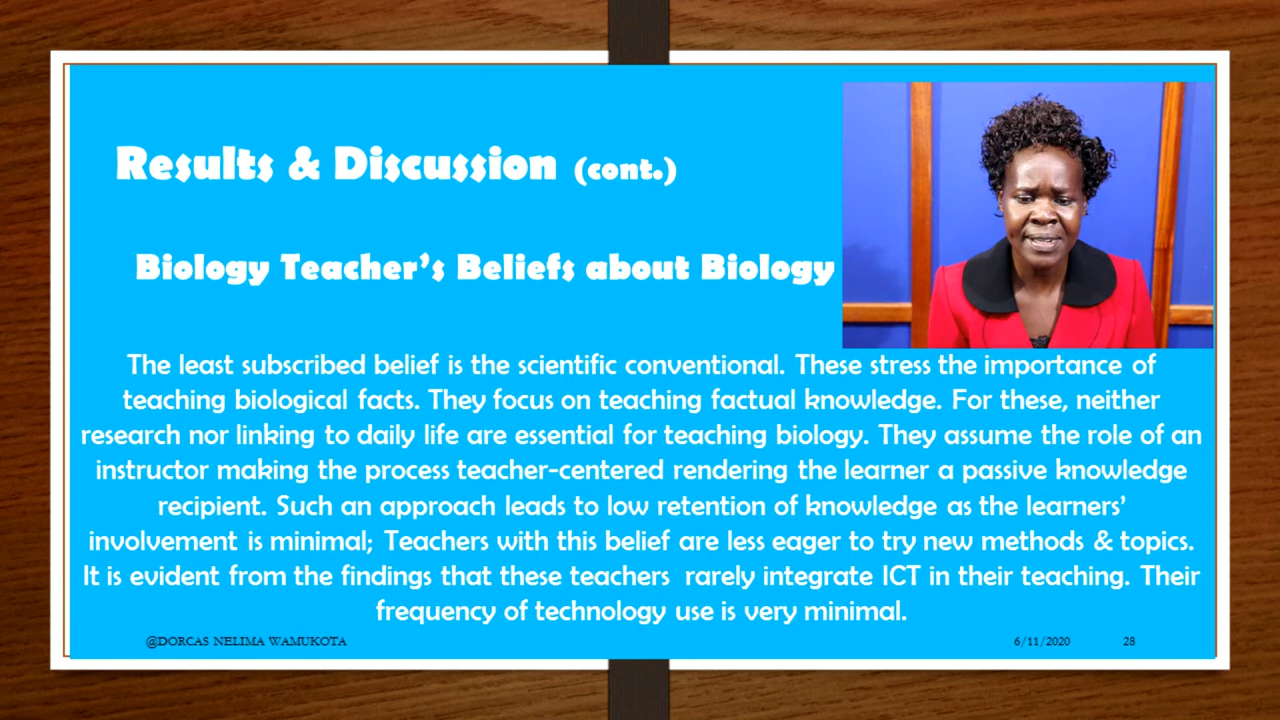 Results & Discussion (cont.)
Biology Teacher's Beliefs about Biology
The least subscribed belief is the scientific conventional. These stress the importance of
teaching biological facts. They focus on teaching factual knowledge. For these, neither
research nor linking to daily life are essential for teaching biology. They assume the role of an
instructor making the process teacher-centered rendering the learner a passive knowledge
recipient. Such an approach leads to low retention of knowledge as the learners'
involvement is minimal; Teachers with this belief are less eager to try new methods & topics.
It is evident from the findings that these teachers rarely integrate ICT in their teaching. Their
frequency of technology use is very minimal.
@DORCAS NELIMA WAMUKOTA
6/11/2020
28